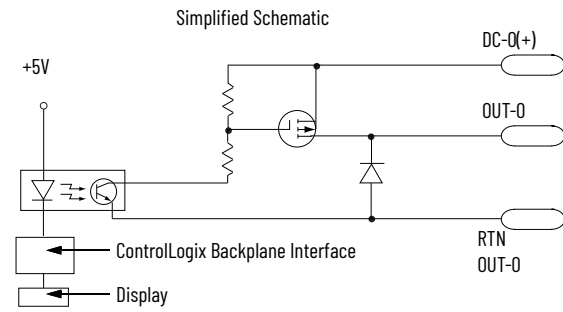 Simplified Schematic
DC-0(+)
+5V
OUT-0
RTN
OUT-0
ControlLogix Backplane Interface
Display